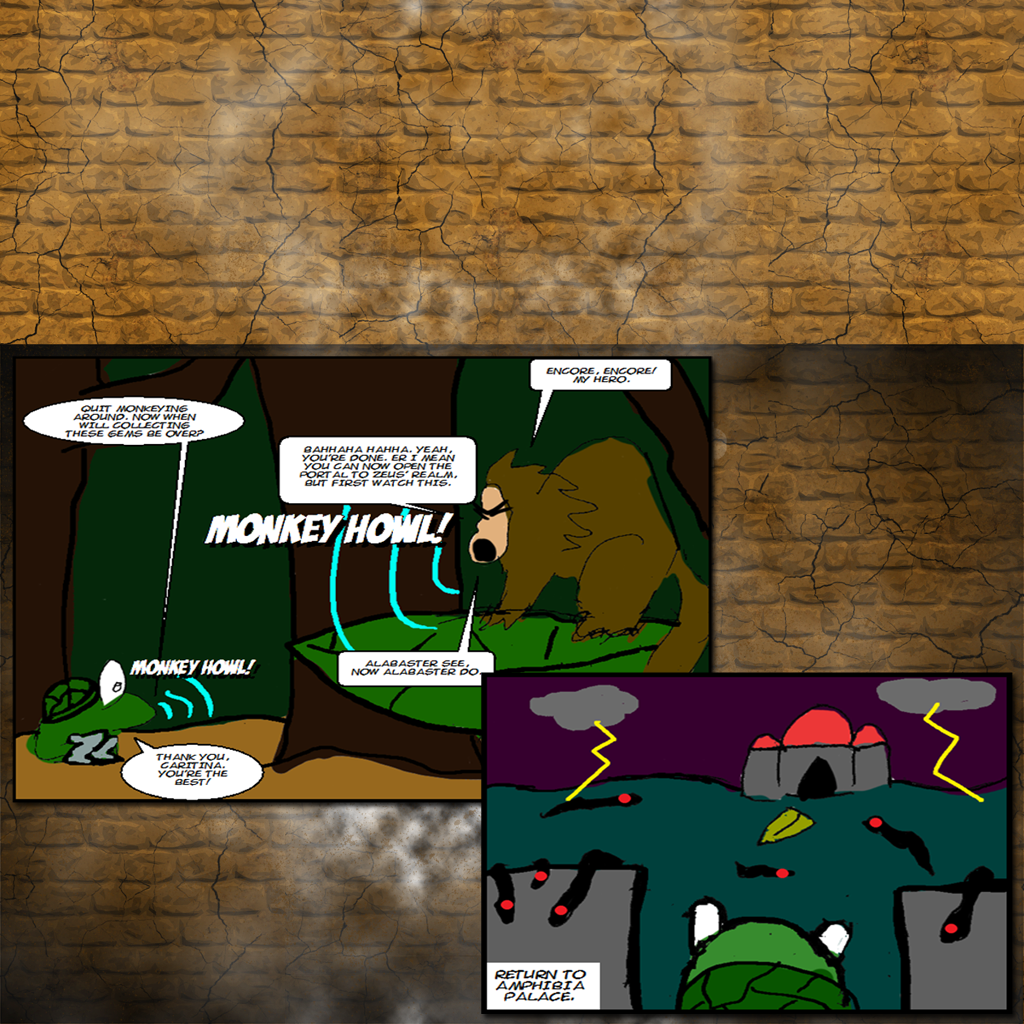 ENCORE, ENCORE!
MY HERO.
QUIT MONKEYING
AROUND. NOW WHEN
WILL COLLECTING
THESE GEMS BE OVER?
BAHHAHA HAHHA. YEAH,
YOU'RE DONE. ER I MEAN
YOU CAN NOW OPEN THE
PORTAL TO ZEUS' REALM,
BUT FIRST WATCH THIS.
MONKEY HOWL!
ALABASTER SEE,
NOW ALABASTER DO.
MONKEY HOWL!
THANK YOU,
CARITINA.
YOU'RE THE
BEST!
RETURN TO
AMPHIBIA
PALACE.